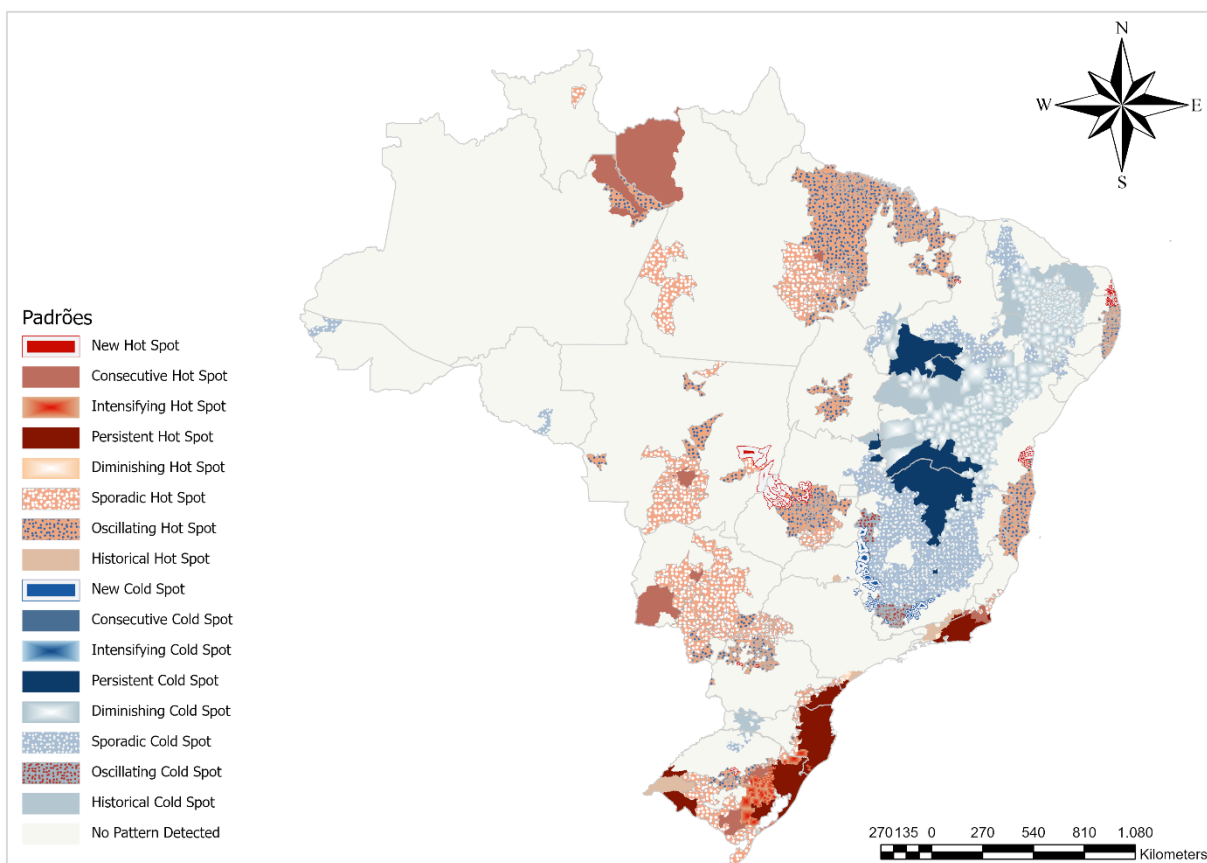 N
W
E
S
Padrões
New Hot Spot
Consecutive Hot Spot
Intensifying Hot Spot
Persistent Hot Spot
Diminishing Hot Spot
Sporadic Hot Spot
Oscillating Hot Spot
Historical Hot Spot
New Cold Spot
Consecutive Cold Spot
Intensifying Cold Spot
Persistent Cold Spot
Diminishing Cold Spot
Sporadic Cold Spot
Oscillating Cold Spot
Historical Cold Spot
No Pattern Detected
270 135 0 270 540 810 1.080
Kilometers